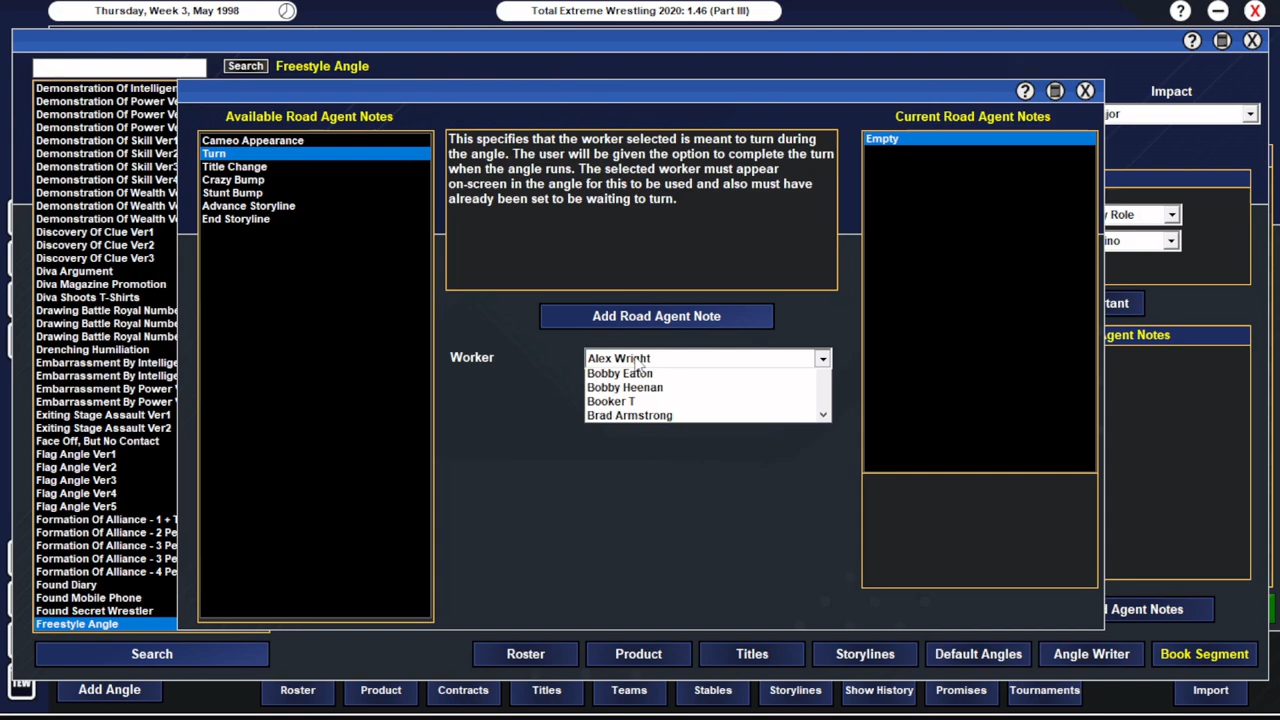 Thursday, Week 3, May 1998
Total Extreme Wrestling 2020: 1.46 (Part III)
?
X
?
X
Search
Freestyle Angle
Impact
jor
Demonstration Of Intelligen
Demonstration Of Power Ve
Demonstration Of Power Ve
Demonstration Of Power Ve
Demonstration Of Skill Ver1
Demonstration Of Skill Ver2
Demonstration Of Skill Ver3
Demonstration Of Skill Ver4
Demonstration Of Wealth Ve
Demonstration Of Wealth Ve
Demonstration Of Wealth Ve
Discovery Of Clue Ver1
Discovery Of Clue Ver2
Discovery Of Clue Ver3
Diva Argument
Diva Magazine Promotion
Diva Shoots T-Shirts
Drawing Battle Royal Numbe
Drawing Battle Royal Numbe
Drawing Battle Royal Numbe
Drenching Humiliation
Embarrassment By Intellige
Embarrassment By Intellige
Embarrassment By Power V
Embarrassment By Power V
Exiting Stage Assault Ver1
Exiting Stage Assault Ver2
Face Off, But No Contact
Flag Angle Ver1
Flag Angle Ver2
Flag Angle Ver3
Flag Angle Ver4
Flag Angle Ver5
Formation Of Alliance - 1 + T
Formation Of Alliance - 2 Pe
Formation Of Alliance - 3 Pe
Formation Of Alliance - 3 Pe
Formation Of Alliance - 4 Pe
Found Diary
Found Mobile Phone
Found Secret Wrestler
Freestyle Angle
?
X
Available Road Agent Notes
Cameo Appearance
Turn
Title Change
Crazy Bump
Stunt Bump
Advance Storyline
End Storyline
This specifies that the worker selected is meant to turn during
the angle. The user will be given the option to complete the turn
when the angle runs. The selected worker must appear
on-screen in the angle for this to be used and also must have
already been set to be waiting to turn.
Add Road Agent Note
Worker
Alex Wright
Bobby Eaton
Bobby Heenan
Booker T
Brad Armstrong
Current Road Agent Notes
Empty
y Role
ino
tant
gent Notes
l Agent Notes
Search
Roster
Product
Titles
Storylines
Default Angles
Angle Writer
Book Segment
TEW
Add Angle
Roster
Product
Contracts
Titles
Teams
Stables
Storylines
Show History
Promises
Tournaments
Import